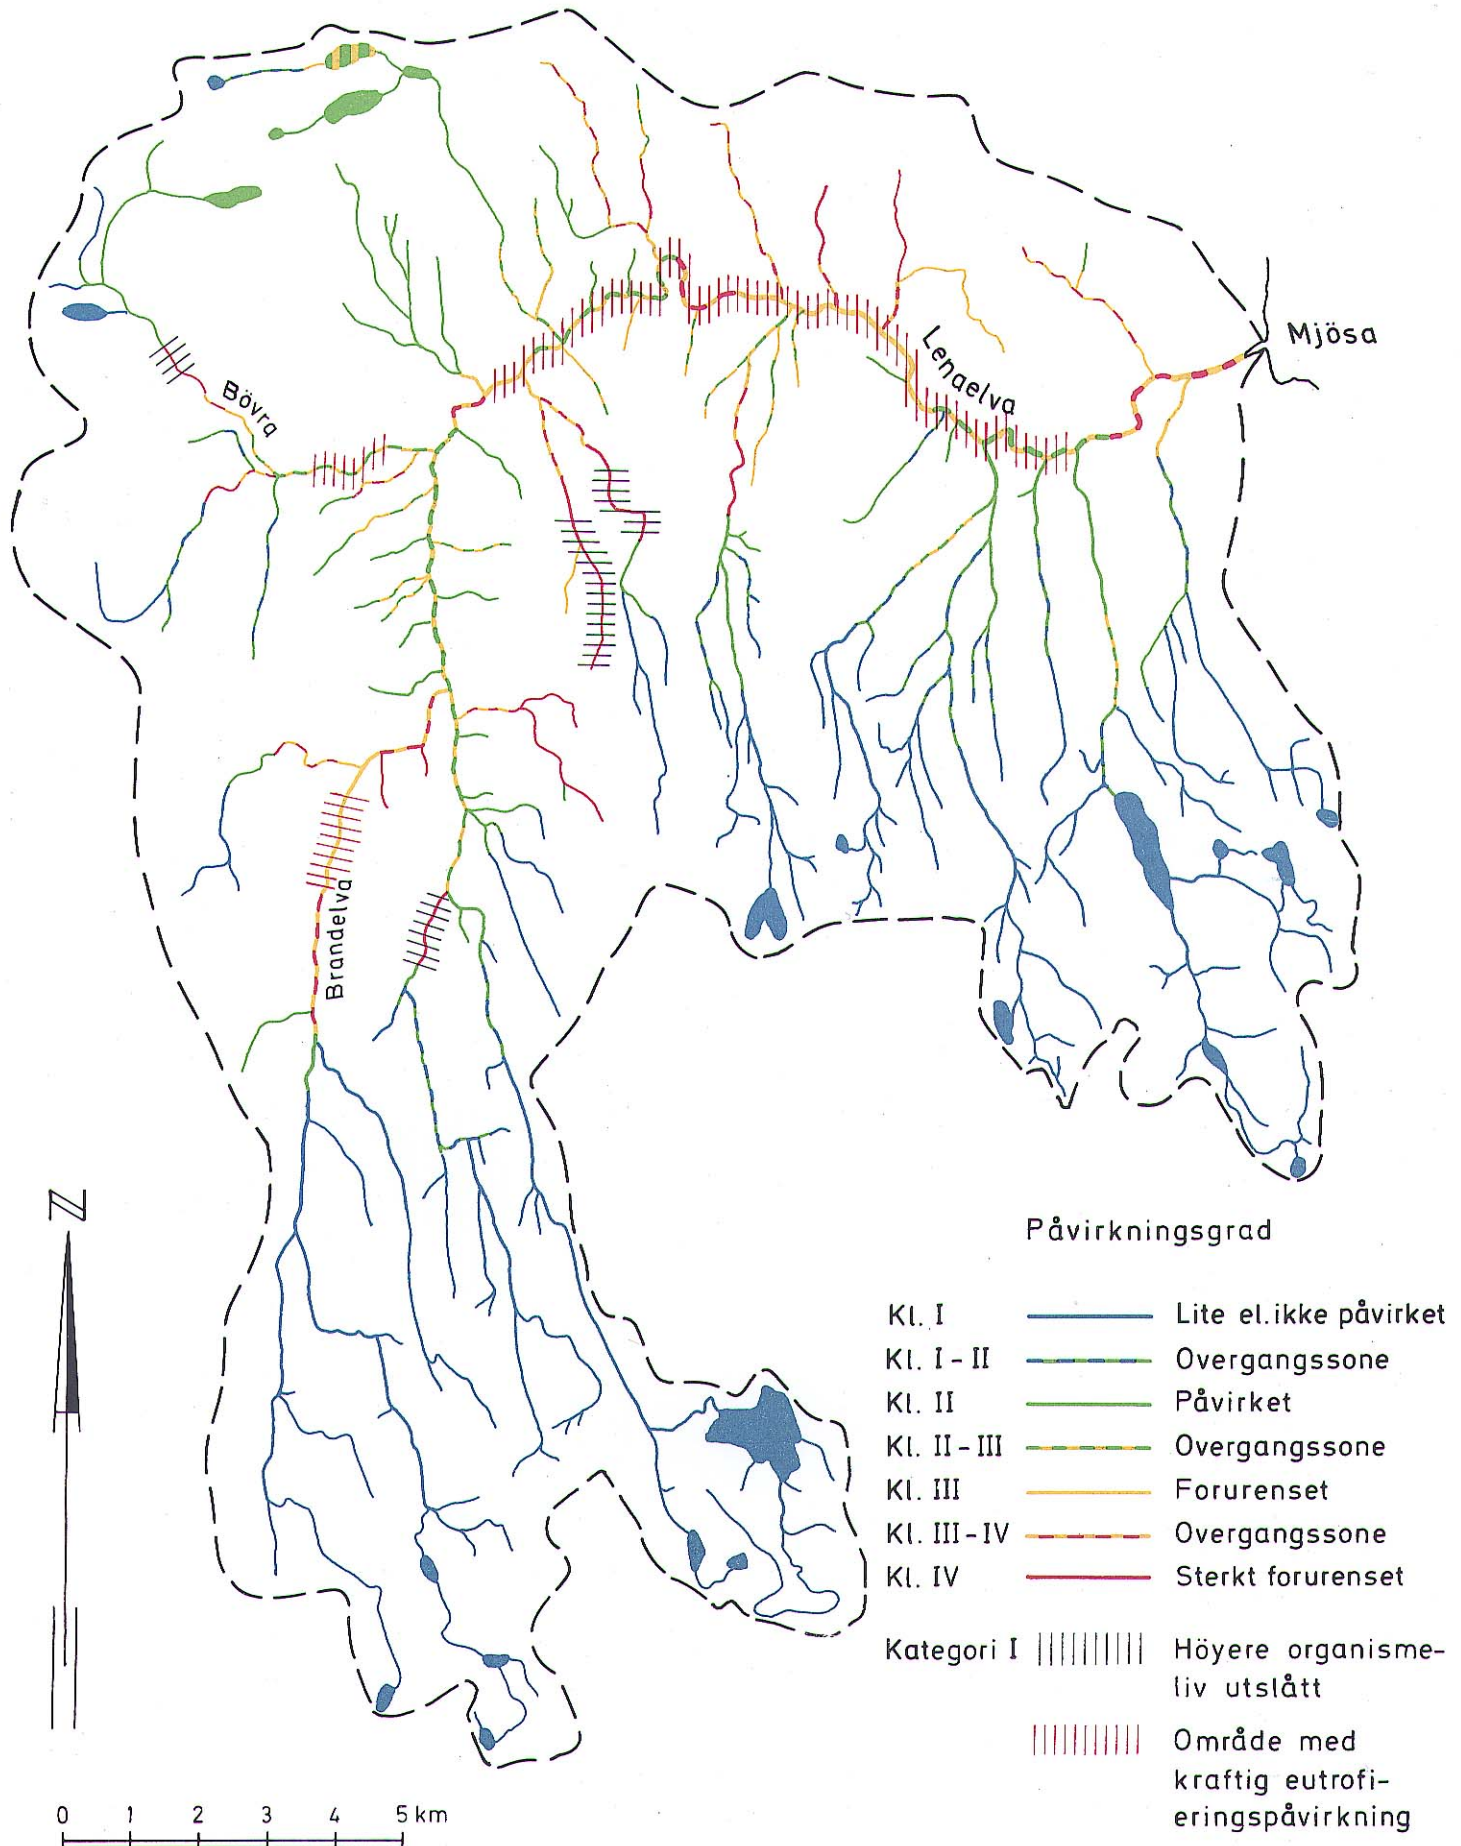 Mjösa
Lenaelva
Bövra
Brandelva
N
Påvirkningsgrad
Kl. I Lite el.ikke påvirket
Kl. I-II Overgangssone
Kl. II Påvirket
Kl. II-III Overgangssone
Kl. III Forurenset
Kl. III-IV Overgangssone
Kl. IV Sterkt forurenset
Kategori I Höyere organisme-
liv utslått
Område med
kraftig eutrofi-
eringspåvirkning
0 1 2 3 4 5 km